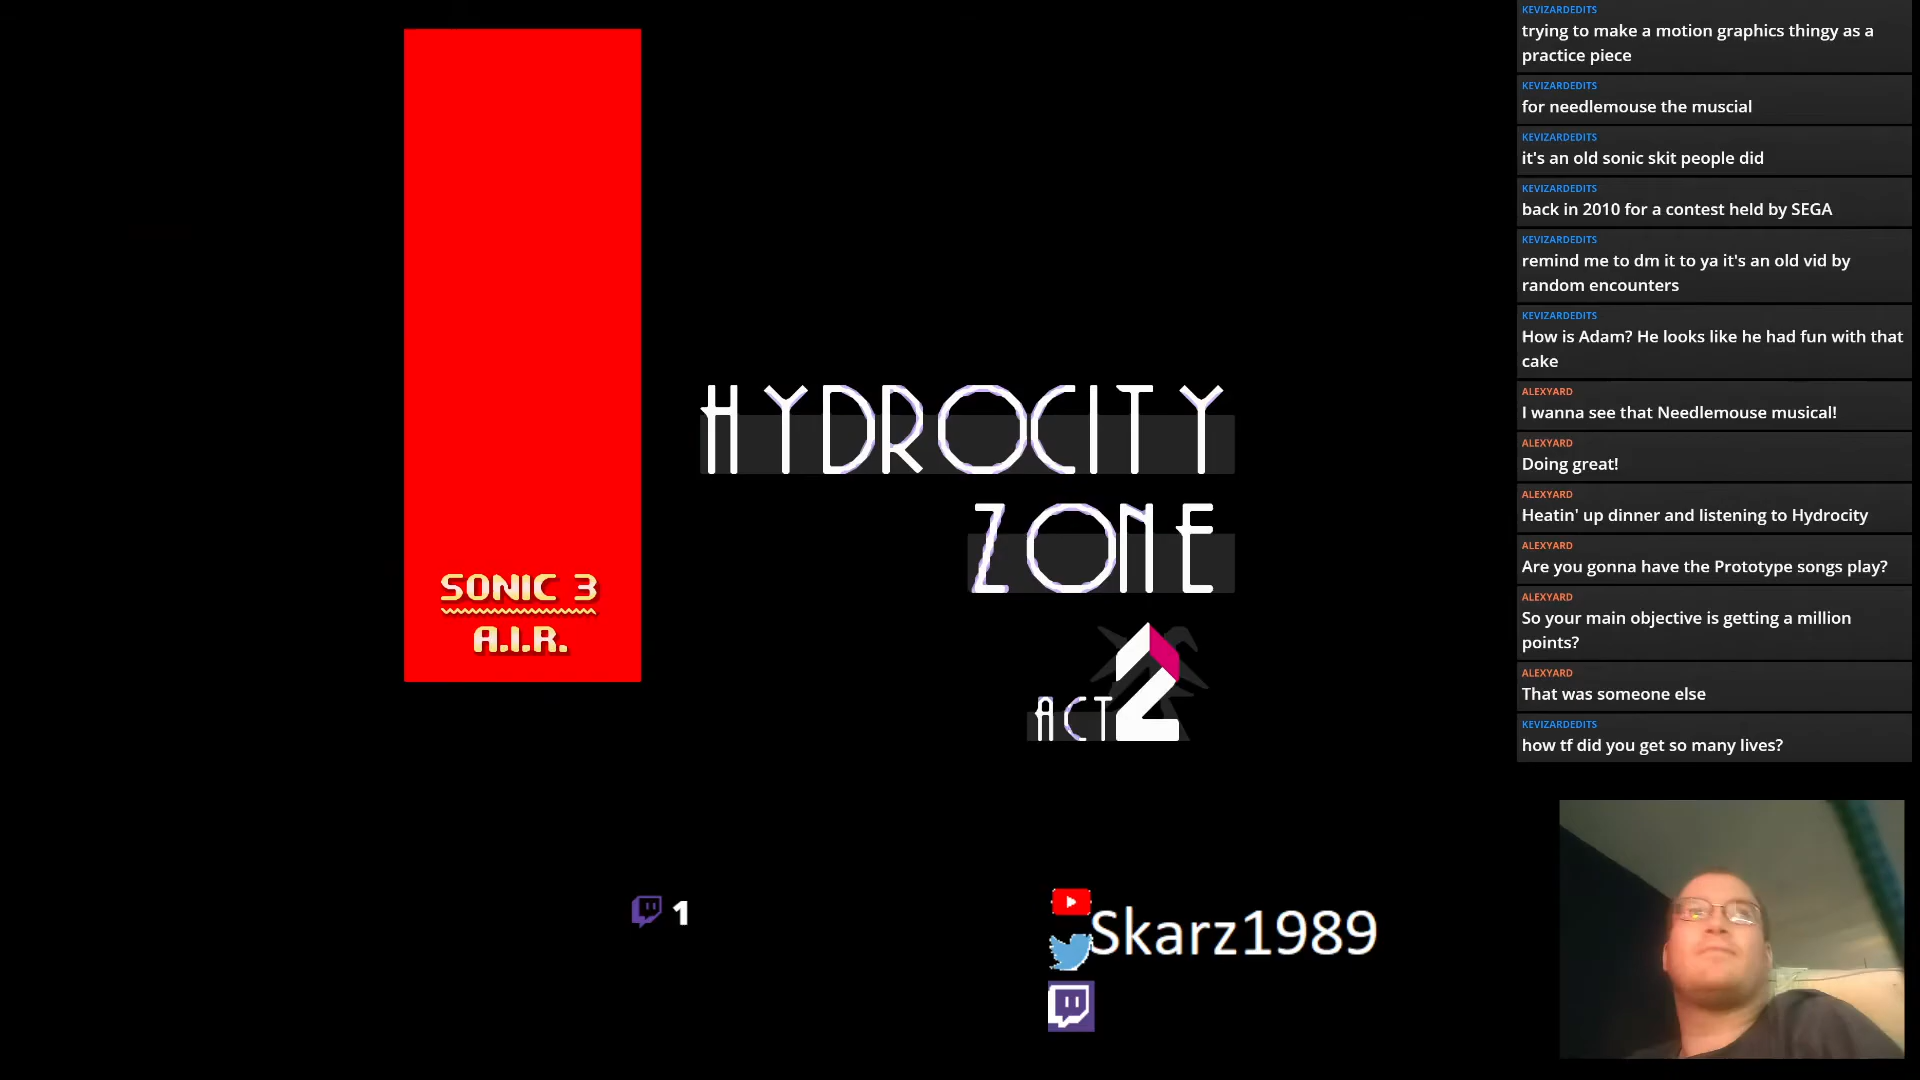 SONIC 3
A.I.R.
HYDROCITY
ZONE
ACT 2
1
Skarz1989
KEVIZARDEDITS
trying to make a motion graphics thingy as a
practice piece
KEVIZARDEDITS
for needlemouse the muscial
KEVIZARDEDITS
it's an old sonic skit people did
KEVIZARDEDITS
back in 2010 for a contest held by SEGA
KEVIZARDEDITS
remind me to dm it to ya it's an old vid by
random encounters
KEVIZARDEDITS
How is Adam? He looks like he had fun with that
cake
ALEXYARD
I wanna see that Needlemouse musical!
ALEXYARD
Doing great!
ALEXYARD
Heatin' up dinner and listening to Hydrocity
ALEXYARD
Are you gonna have the Prototype songs play?
ALEXYARD
So your main objective is getting a million
points?
ALEXYARD
That was someone else
KEVIZARDEDITS
how tf did you get so many lives?